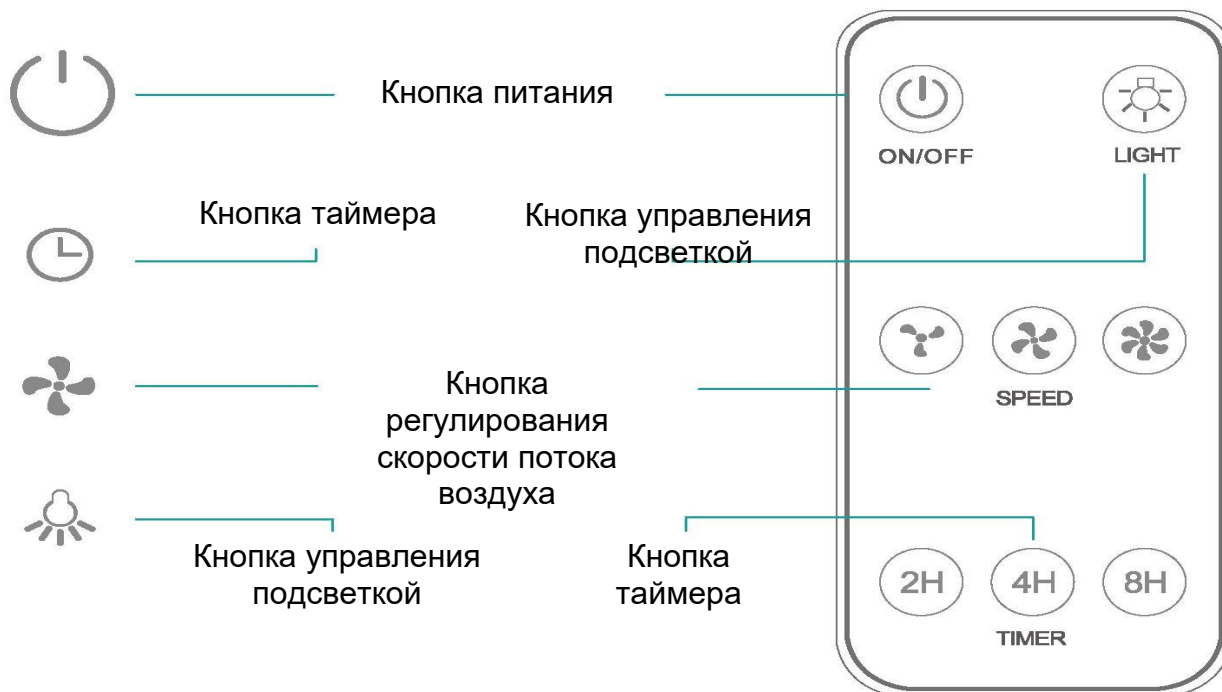 Кнопка питания
ON/OFF
LIGHT
Кнопка таймера
Кнопка управления
подсветкой
SPEED
Кнопка
регулирования
скорости потока
воздуха
Кнопка управления
подсветкой
Кнопка
таймера
2H
4H
8H
TIMER